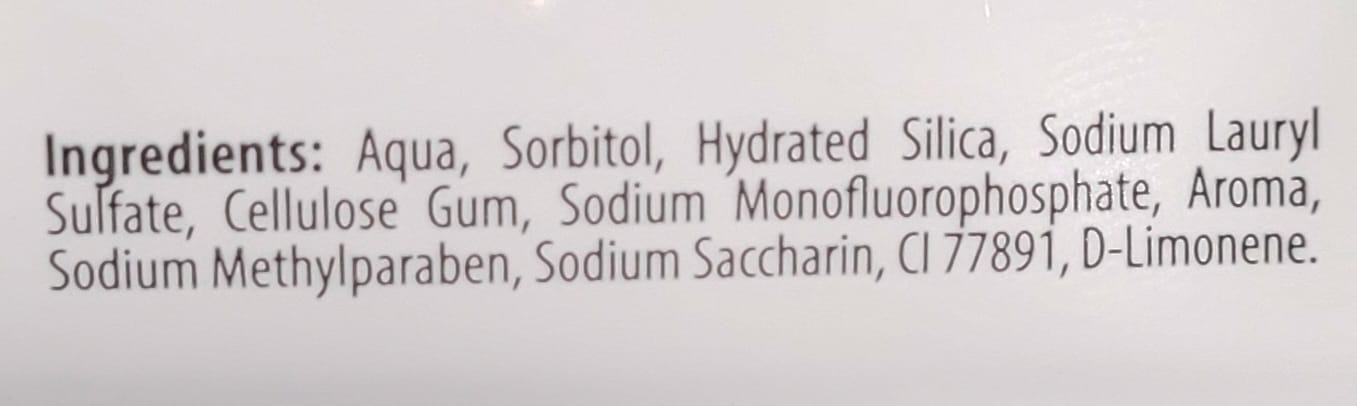 Ingredients: Aqua, Sorbitol, Hydrated Silica, Sodium Lauryl
Sulfate, Cellulose Gum, Sodium Monofluorophosphate, Aroma,
Sodium Methylparaben, Sodium Saccharin, CI 77891, D-Limonene.